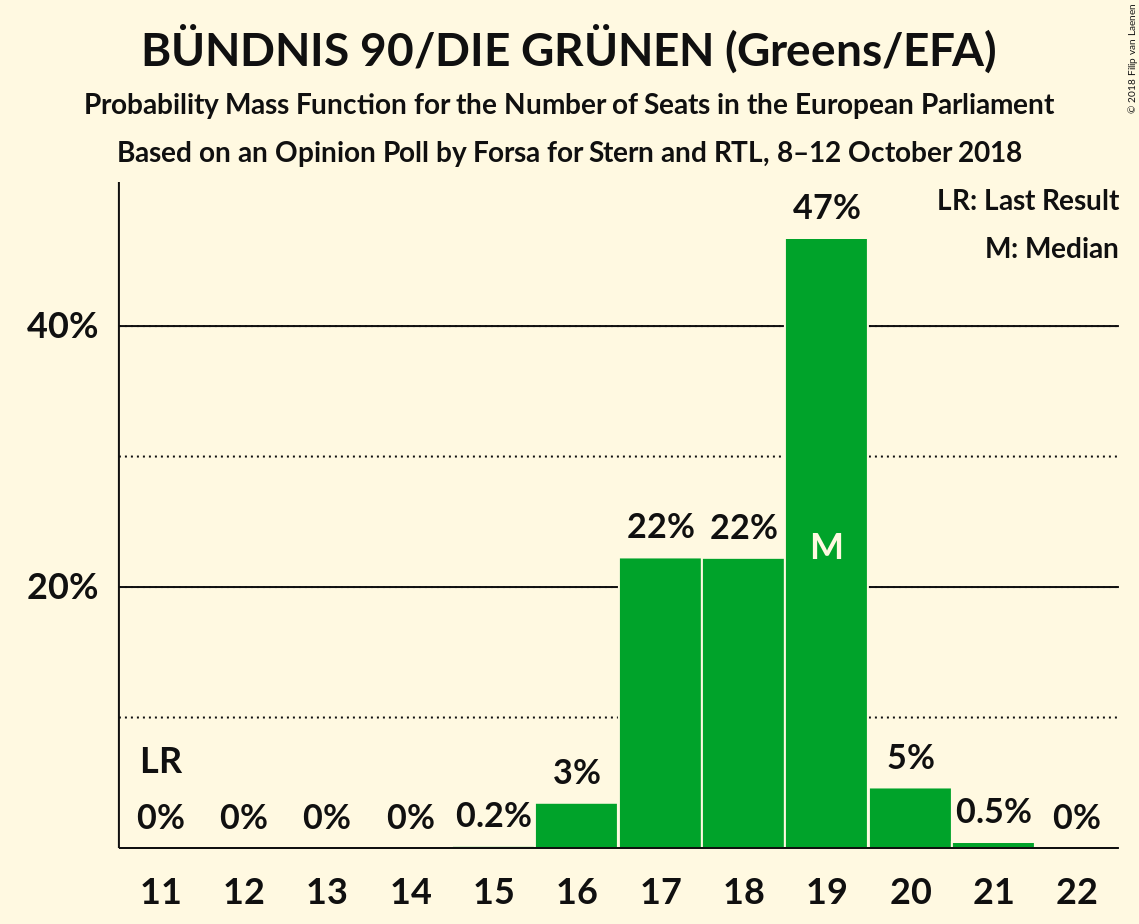 BÜNDNIS 90/DIE GRÜNEN (Greens/EFA)
Probability Mass Function for the Number of Seats in the European Parliament
Based on an Opinion Poll by Forsa for Stern and RTL, 8–12 October 2018
© 2018 Filip van Laenen
LR: Last Result
M: Median
47%
40%
22% 22%
M
20%
LR
0% 0% 0% 0% 0.2% 3% 5% 0.5% 0%
11 12 13 14 15 16 17 18 19 20 21 22